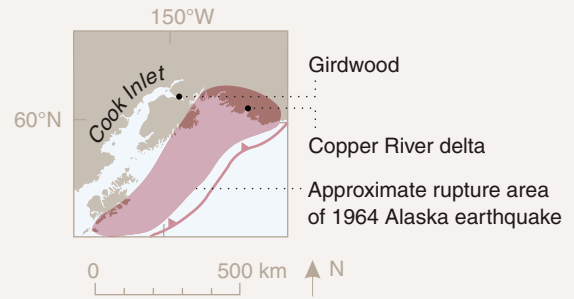 150°W
Girdwood
Cook Inlet
60°N
Copper River delta
Approximate rupture area
of 1964 Alaska earthquake
0 500 km N